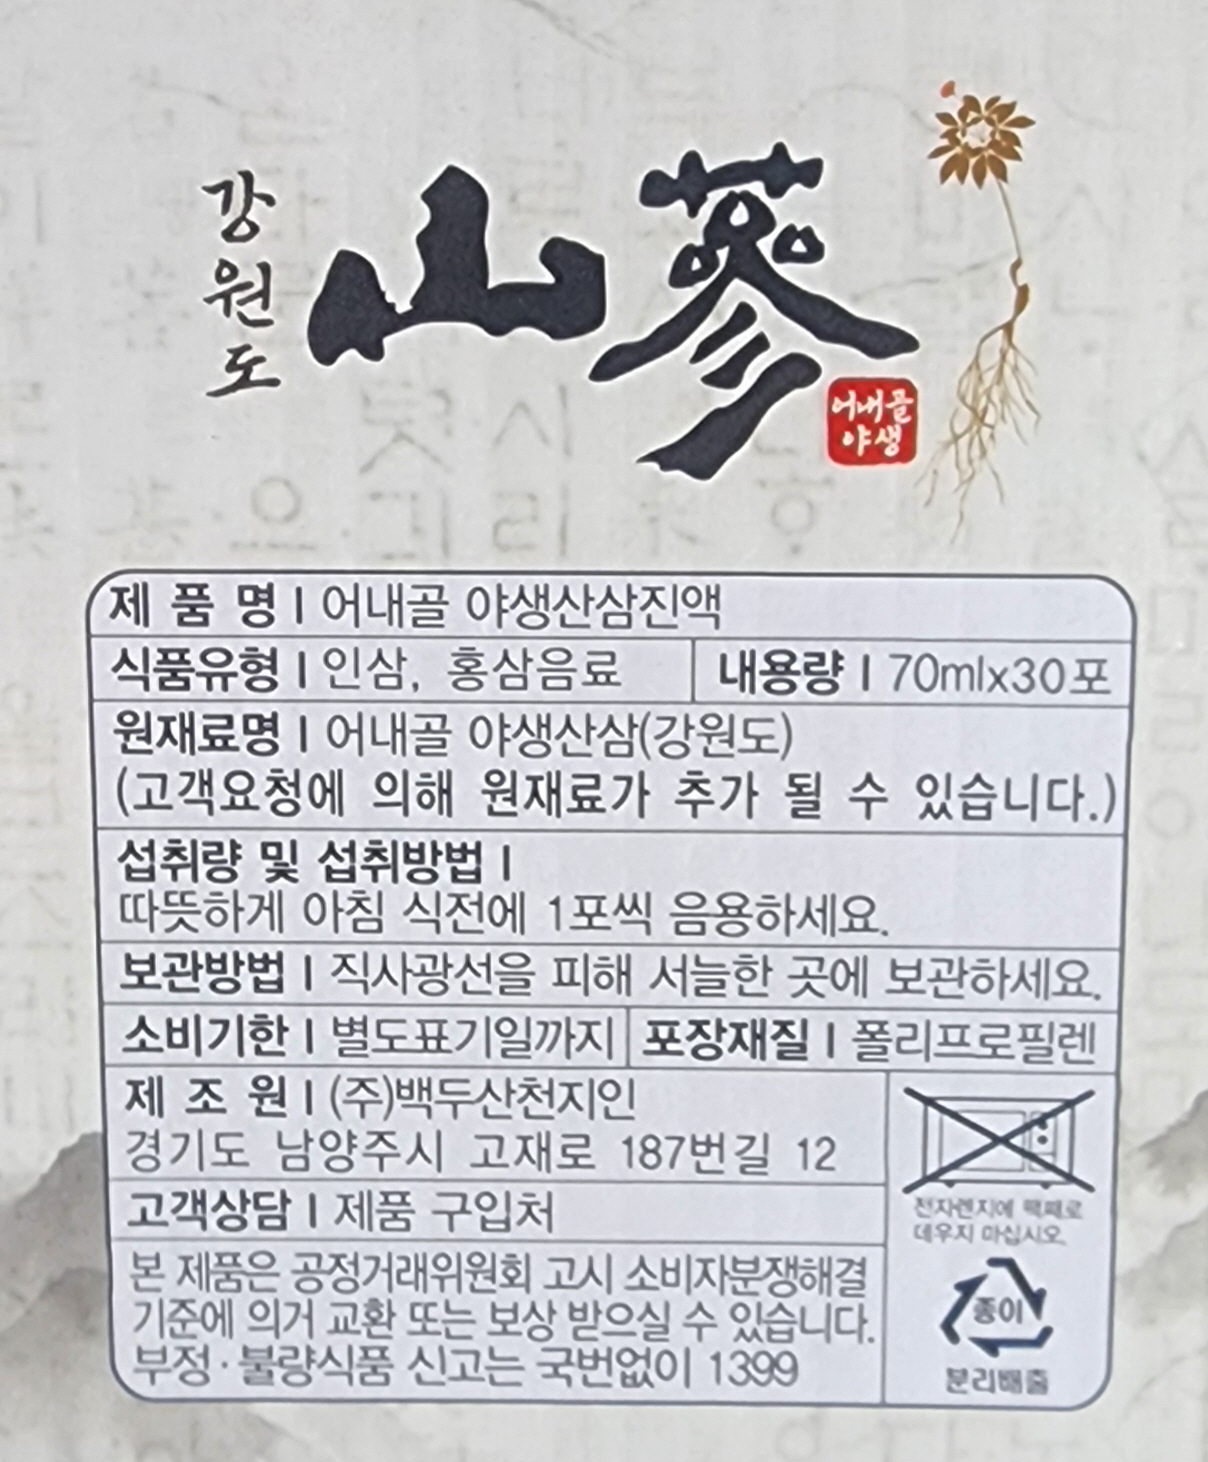 강원도
山蔘
어내골
야생
제 품 명 | 어내골 야생산삼진액
식품유형 | 인삼, 홍삼음료
내용량 | 70mlx30포
원재료명 | 어내골 야생산삼(강원도)
(고객요청에 의해 원재료가 추가 될 수 있습니다.)
섭취량 및 섭취방법 |
따뜻하게 아침 식전에 1포씩 음용하세요.
보관방법 | 직사광선을 피해 서늘한 곳에 보관하세요.
소비기한 | 별도표기일까지
포장재질 | 폴리프로필렌
제 조 원 | (주)백두산천지인
경기도 남양주시 고재로 187번길 12
고객상담 | 제품 구입처
본 제품은 공정거래위원회 고시 소비자분쟁해결
기준에 의거 교환 또는 보상 받으실 수 있습니다.
부정·불량식품 신고는 국번없이 1399
전자렌지에 팩째로
데우지 마십시오.
종이
분리배출